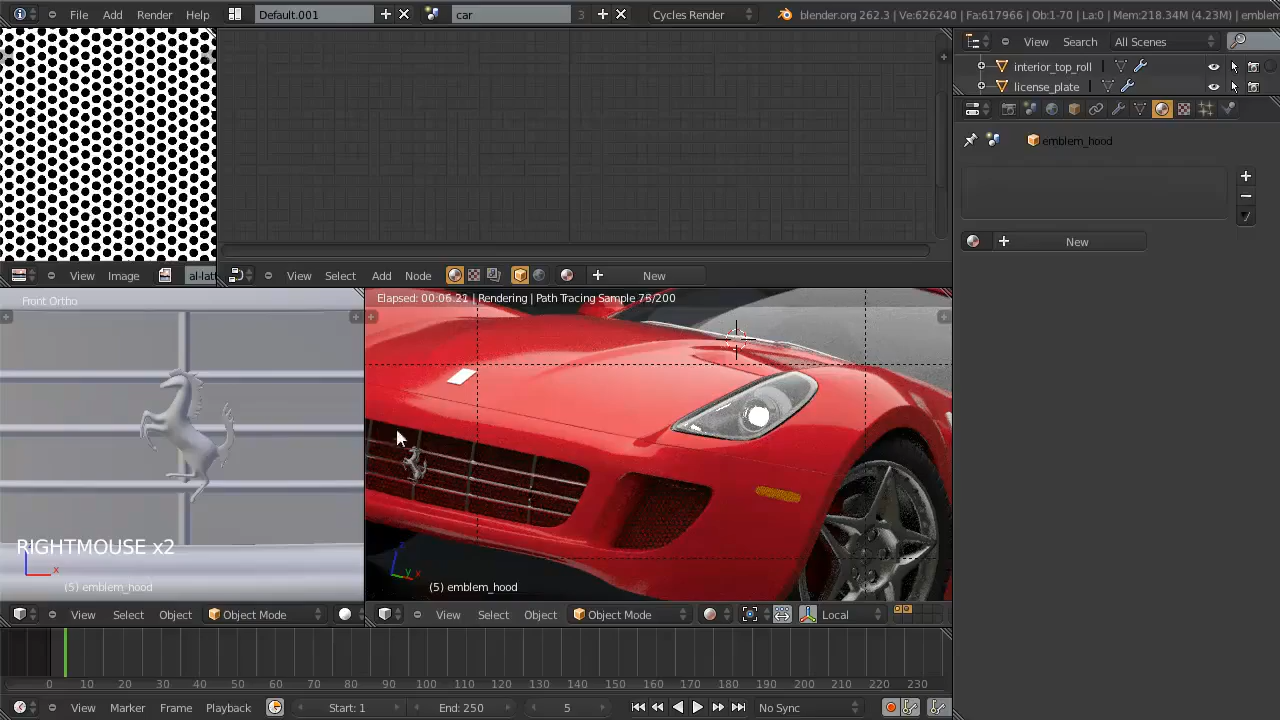 File Add Render Help Default.001 car 3 Cycles Render blender.org 262.3 | Ve:626240 | Fa:617966 | Ob:1-70 | La:0 | Mem:218.34M (4.23M) |
View Search All Scenes
interior_top_roll
license_plate
emblem_hood
New
View Image View Select Add Node New
Front Ortho
Elapsed: 00:06.21 | Rendering | Path Tracing Sample 75/200
RIGHTMOUSE x2
x
z y x
(5) emblem_hood
(5) emblem_hood
View Select Object Object Mode
View Select Object Object Mode Local
0 10 20 30 40 50 60 70 80 90 100 110 120 130 140 150 160 170 180 190 200 210 220 230
View Marker Frame Playback Start: 1 End: 250 5 No Sync